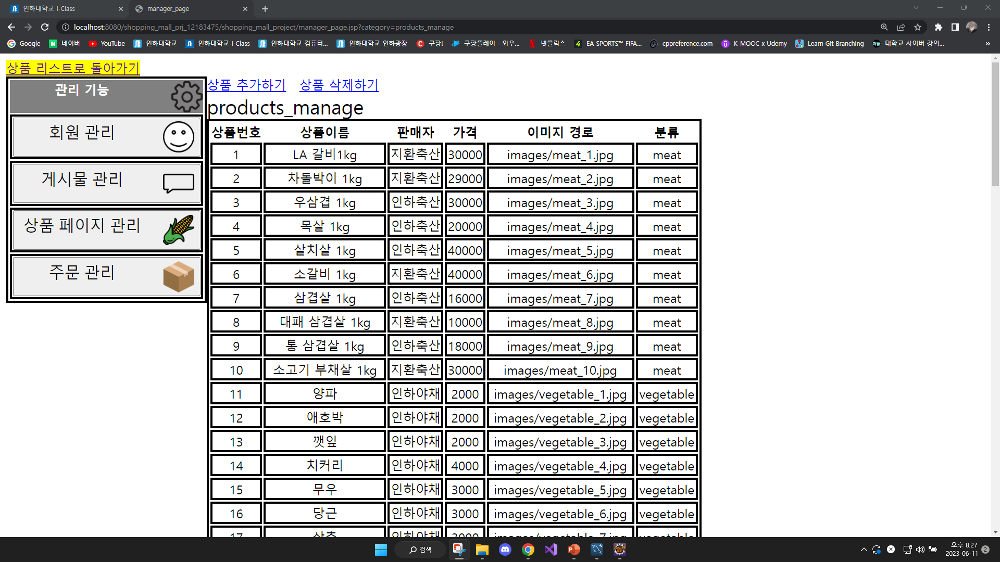 인하대학교 I-Class
manager_page
localhost:8080/shopping_mall_prj_12183475/shopping_mall_project/manager_page.jsp?category=products_manage
Google 네이버 YouTube 인하대학교 인하대학교 I-Class 인하대학교 컴퓨터... 인하대학교 인하광장 쿠팡! 쿠팡플레이 - 와우... 넷플릭스 EA SPORTS™ FIFA... cppreference.com K-MOOC x Udemy Learn Git Branching 대학교 사이버 강의... »
상품 리스트로 돌아가기
관리 기능
회원 관리
게시물 관리
상품 페이지 관리
주문 관리
상품 추가하기 상품 삭제하기
products_manage
상품번호 상품이름 판매자 가격 이미지 경로 분류
1 LA 갈비1kg 지환축산 30000 images/meat_1.jpg meat
2 차돌박이 1kg 지환축산 29000 images/meat_2.jpg meat
3 우삼겹 1kg 인하축산 30000 images/meat_3.jpg meat
4 목살 1kg 인하축산 20000 images/meat_4.jpg meat
5 살치살 1kg 인하축산 40000 images/meat_5.jpg meat
6 소갈비 1kg 지환축산 40000 images/meat_6.jpg meat
7 삼겹살 1kg 인하축산 16000 images/meat_7.jpg meat
8 대패 삼겹살 1kg 지환축산 10000 images/meat_8.jpg meat
9 통 삼겹살 1kg 인하축산 18000 images/meat_9.jpg meat
10 소고기 부채살 1kg 지환축산 30000 images/meat_10.jpg meat
11 양파 인하야채 2000 images/vegetable_1.jpg vegetable
12 애호박 인하야채 2000 images/vegetable_2.jpg vegetable
13 깻잎 인하야채 2000 images/vegetable_3.jpg vegetable
14 치커리 인하야채 4000 images/vegetable_4.jpg vegetable
15 무우 인하야채 3000 images/vegetable_5.jpg vegetable
16 당근 인하야채 3000 images/vegetable_6.jpg vegetable
17 상추 인하야채 3000 images/vegetable_7.jpg vegetable
검색
오후 8:27
2023-06-11 2